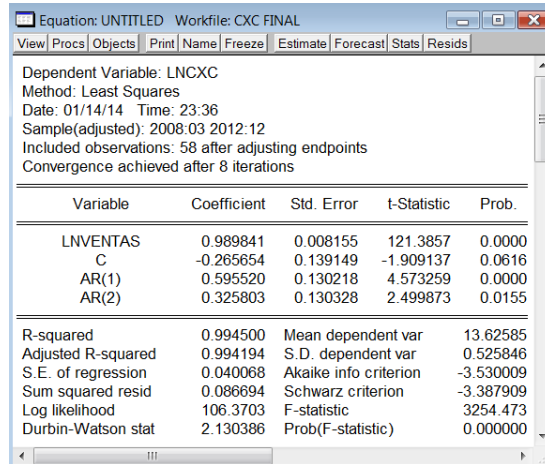 Equation: UNTITLED Workfile: CXC FINAL
View Procs Objects Print Name Freeze Estimate Forecast Stats Resids
Dependent Variable: LNCXC
Method: Least Squares
Date: 01/14/14 Time: 23:36
Sample(adjusted): 2008:03 2012:12
Included observations: 58 after adjusting endpoints
Convergence achieved after 8 iterations
Variable Coefficient Std. Error t-Statistic Prob.
LNVENTAS 0.989841 0.008155 121.3857 0.0000
C -0.265654 0.139149 -1.909137 0.0616
AR(1) 0.595520 0.130218 4.573259 0.0000
AR(2) 0.325803 0.130328 2.499873 0.0155
R-squared 0.994500 Mean dependent var 13.62585
Adjusted R-squared 0.994194 S.D. dependent var 0.525846
S.E. of regression 0.040068 Akaike info criterion -3.530009
Sum squared resid 0.086694 Schwarz criterion -3.387909
Log likelihood 106.3703 F-statistic 3254.473
Durbin-Watson stat 2.130386 Prob(F-statistic) 0.000000